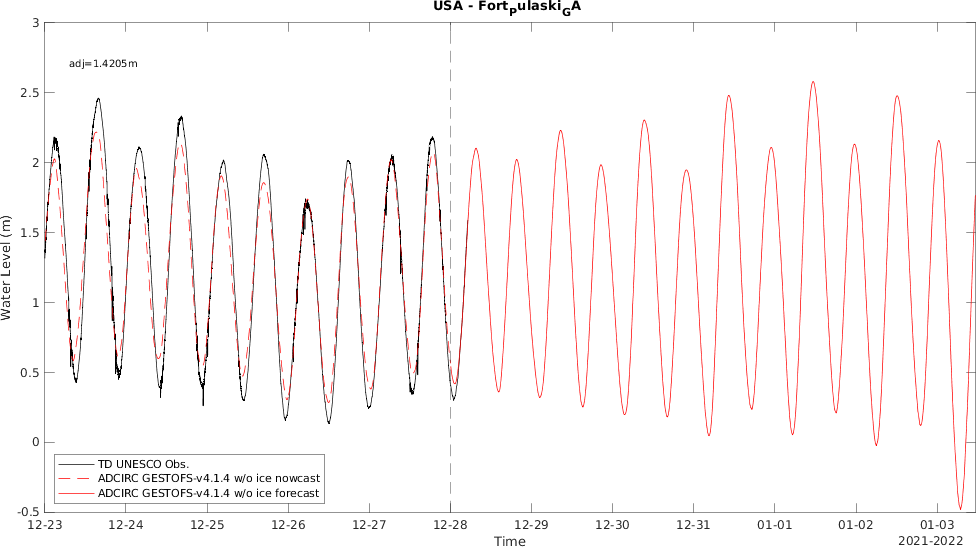 USA - Fort_Pulaski_GA
adj=1.4205m
3
2.5
2
1.5
1
0.5
0
-0.5
Water Level (m)
TD UNESCO Obs.
ADCIRC GESTOFS-v4.1.4 w/o ice nowcast
ADCIRC GESTOFS-v4.1.4 w/o ice forecast
12-23 12-24 12-25 12-26 12-27 12-28 12-29 12-30 12-31 01-01 01-02 01-03
Time
2021-2022